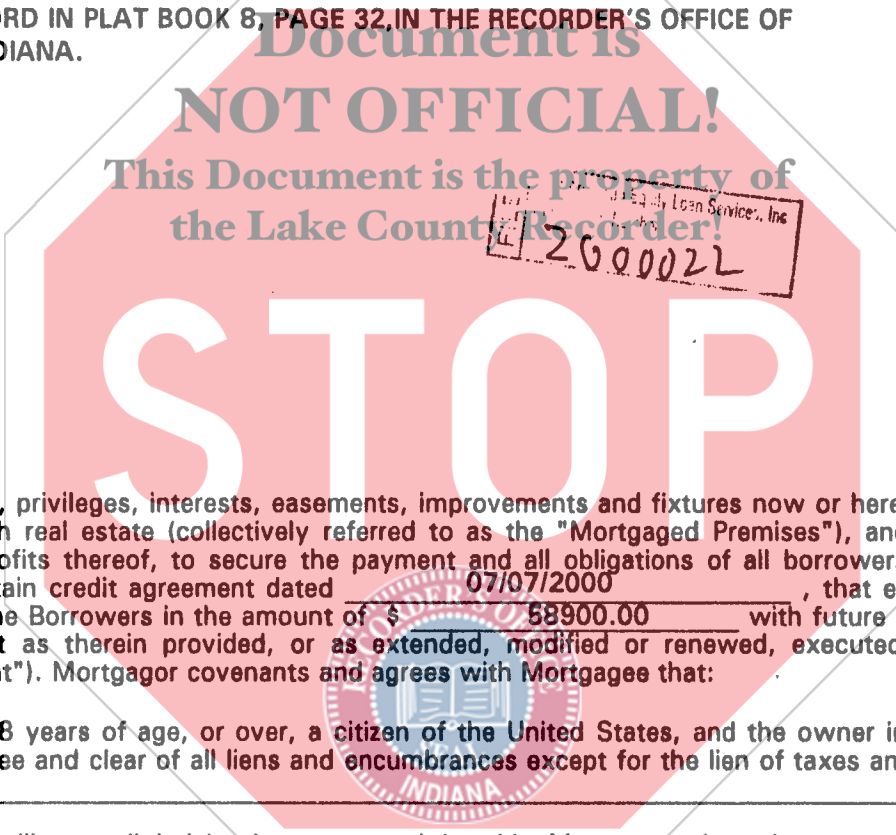 RD IN PLAT BOOK 8, PAGE 32,IN THE RECORDER'S OFFICE OF
DIANA.
Document is
NOT OFFICIAL!
This Document is the property of
the Lake County Recorder!
Loan Services, Inc
2000022
STOP
, privileges, interests, easements, improvements and fixtures now or here
h real estate (collectively referred to as the "Mortgaged Premises"), and
ofits thereof, to secure the payment and all obligations of all borrower
tain credit agreement dated 07/07/2000 , that e
e Borrowers in the amount of $ 58900.00 with future
t as therein provided, or as extended, modified or renewed, executed
t"). Mortgagor covenants and agrees with Mortgagee that:
8 years of age, or over, a citizen of the United States, and the owner in
ee and clear of all liens and encumbrances except for the lien of taxes an
RECORDER'S OFFICE
SEAL
INDIANA